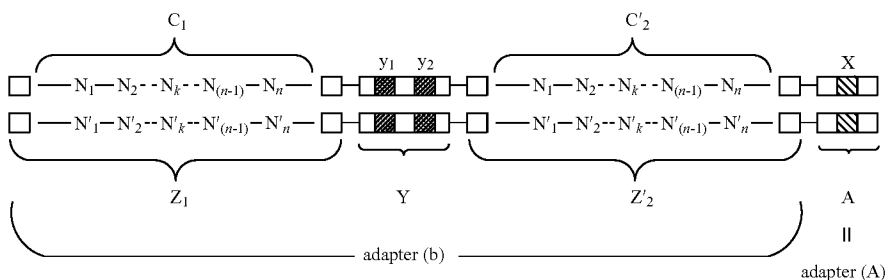 C₁ C′₂
y₁ y₂ X
N₁ N₂ Nₖ N₍ₙ₋₁₎ Nₙ N₁ N₂ Nₖ N₍ₙ₋₁₎ Nₙ
N′₁ N′₂ N′ₖ N′₍ₙ₋₁₎ N′ₙ N′₁ N′₂ N′ₖ N′₍ₙ₋₁₎ N′ₙ
Z₁ Y Z′₂ A
=
adapter (b) adapter (A)